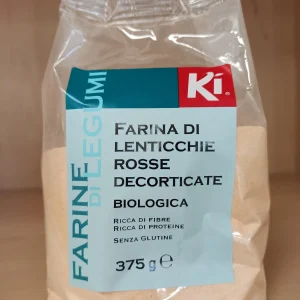 Ki®
FARINE
DI LEGUMI
FARINA DI
LENTICCHIE
ROSSE
DECORTICATE
BIOLOGICA
RICCA DI FIBRE
RICCA DI PROTEINE
SENZA GLUTINE
375 g ℮